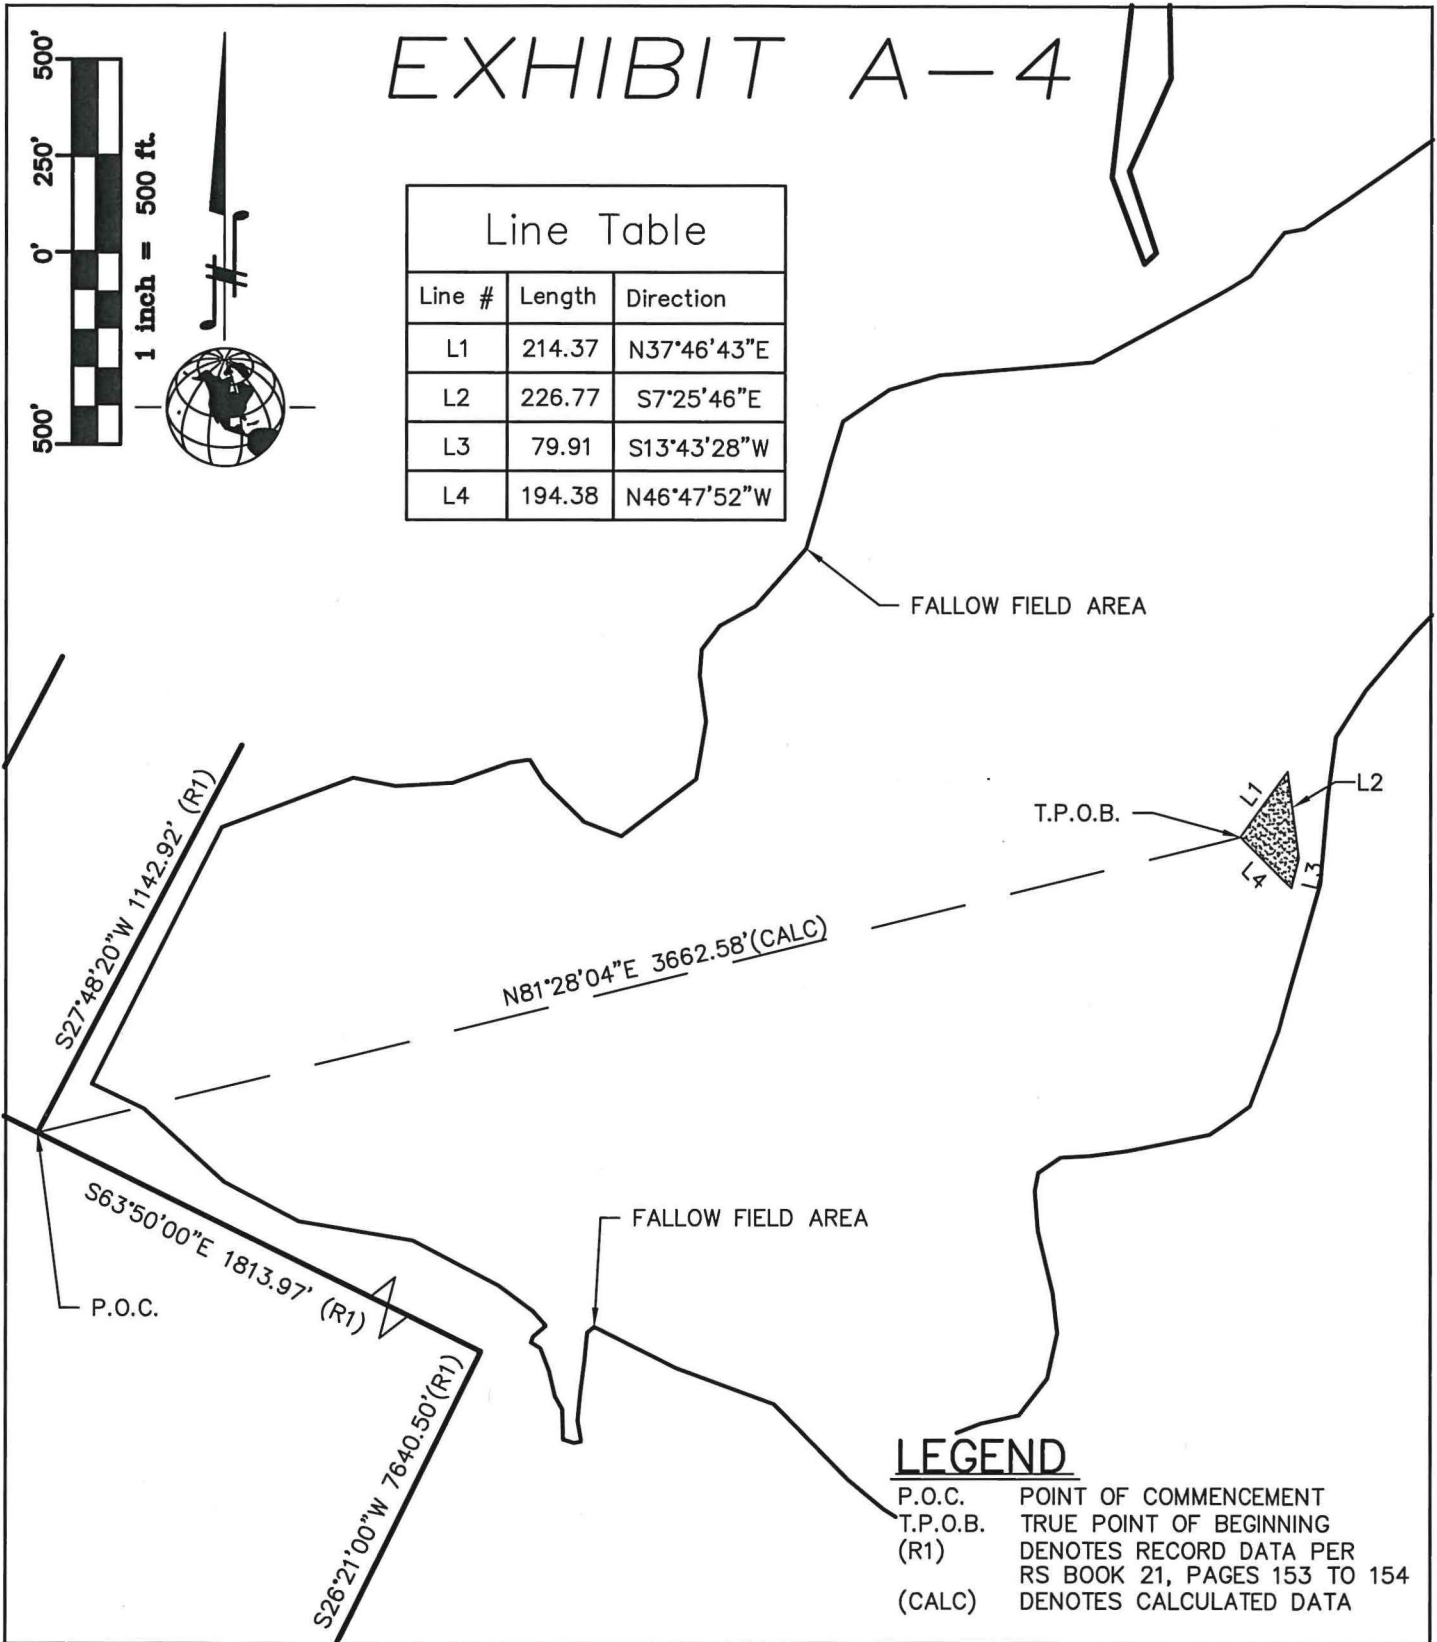 EXHIBIT A-4
500'
250'
0'
500'
1 inch = 500 ft.
Line Table
Line # Length Direction
L1 214.37 N37°46'43"E
L2 226.77 S7°25'46"E
L3 79.91 S13°43'28"W
L4 194.38 N46°47'52"W
FALLOW FIELD AREA
S27°48'20"W 1142.92' (R1)
T.P.O.B.
L1
L2
L3
L4
N81°28'04"E 3662.58'(CALC)
S63°50'00"E 1813.97' (R1)
P.O.C.
FALLOW FIELD AREA
S26°21'00"W 7640.50'(R1)
LEGEND
P.O.C. POINT OF COMMENCEMENT
T.P.O.B. TRUE POINT OF BEGINNING
(R1) DENOTES RECORD DATA PER
RS BOOK 21, PAGES 153 TO 154
(CALC) DENOTES CALCULATED DATA